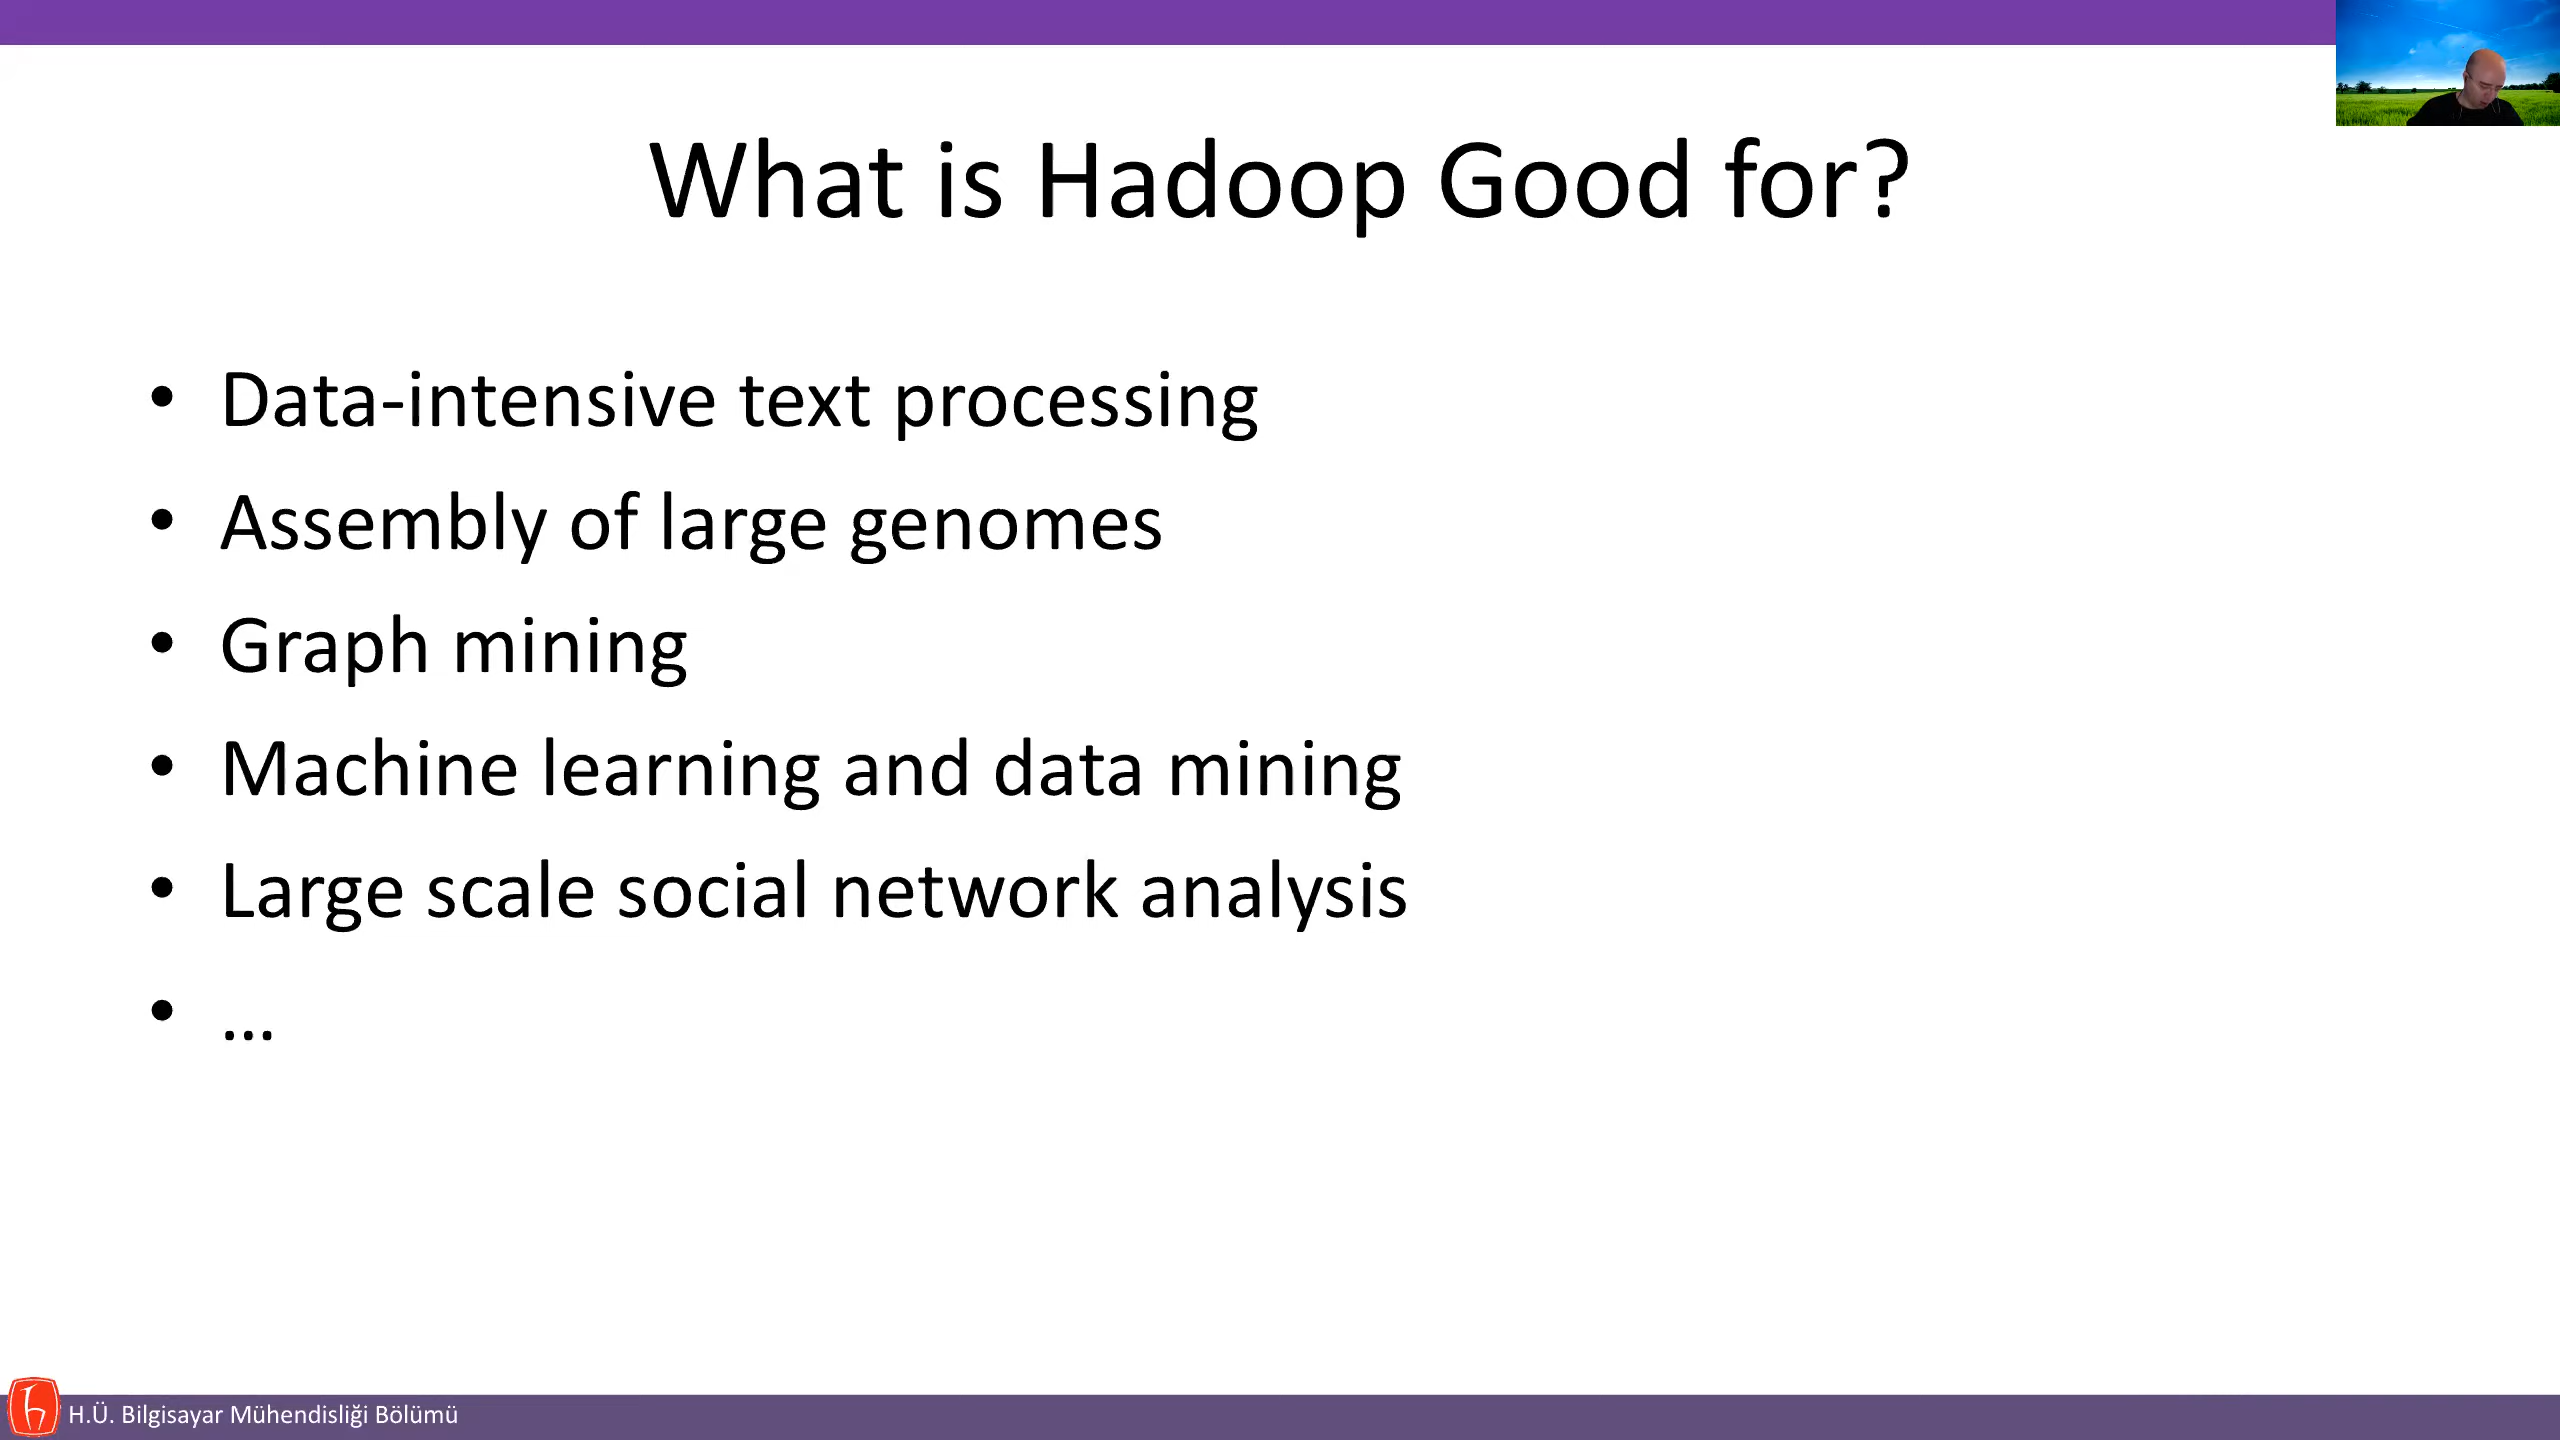 What is Hadoop Good for?
• Data-intensive text processing
• Assembly of large genomes
• Graph mining
• Machine learning and data mining
• Large scale social network analysis
• ...
H.Ü. Bilgisayar Mühendisliği Bölümü